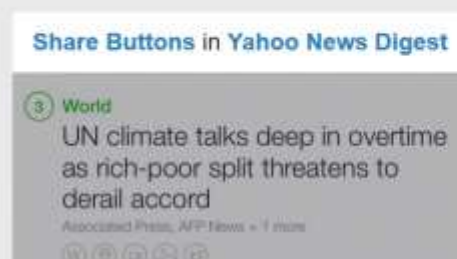 Share Buttons in Yahoo News Digest
3 World
UN climate talks deep in overtime
as rich-poor split threatens to
derail accord
Associated Press, AFP News + 1 more